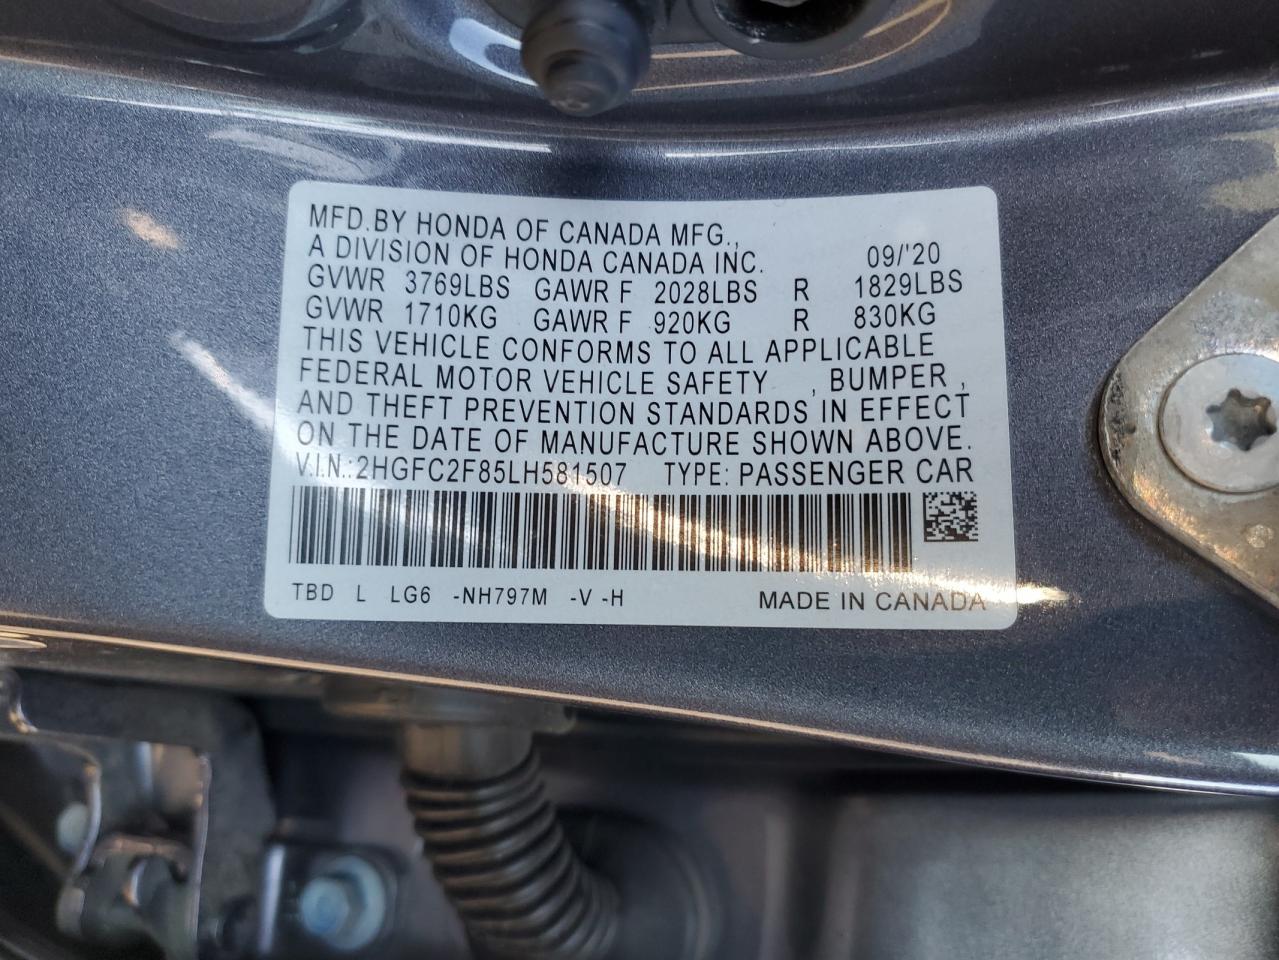 MFD.BY HONDA OF CANADA MFG.,
A DIVISION OF HONDA CANADA INC. 09/'20
GVWR 3769LBS GAWR F 2028LBS R 1829LBS
GVWR 1710KG GAWR F 920KG R 830KG
THIS VEHICLE CONFORMS TO ALL APPLICABLE
FEDERAL MOTOR VEHICLE SAFETY , BUMPER ,
AND THEFT PREVENTION STANDARDS IN EFFECT
ON THE DATE OF MANUFACTURE SHOWN ABOVE.
V.I.N.:2HGFC2F85LH581507 TYPE: PASSENGER CAR
TBD L LG6 -NH797M -V -H MADE IN CANADA